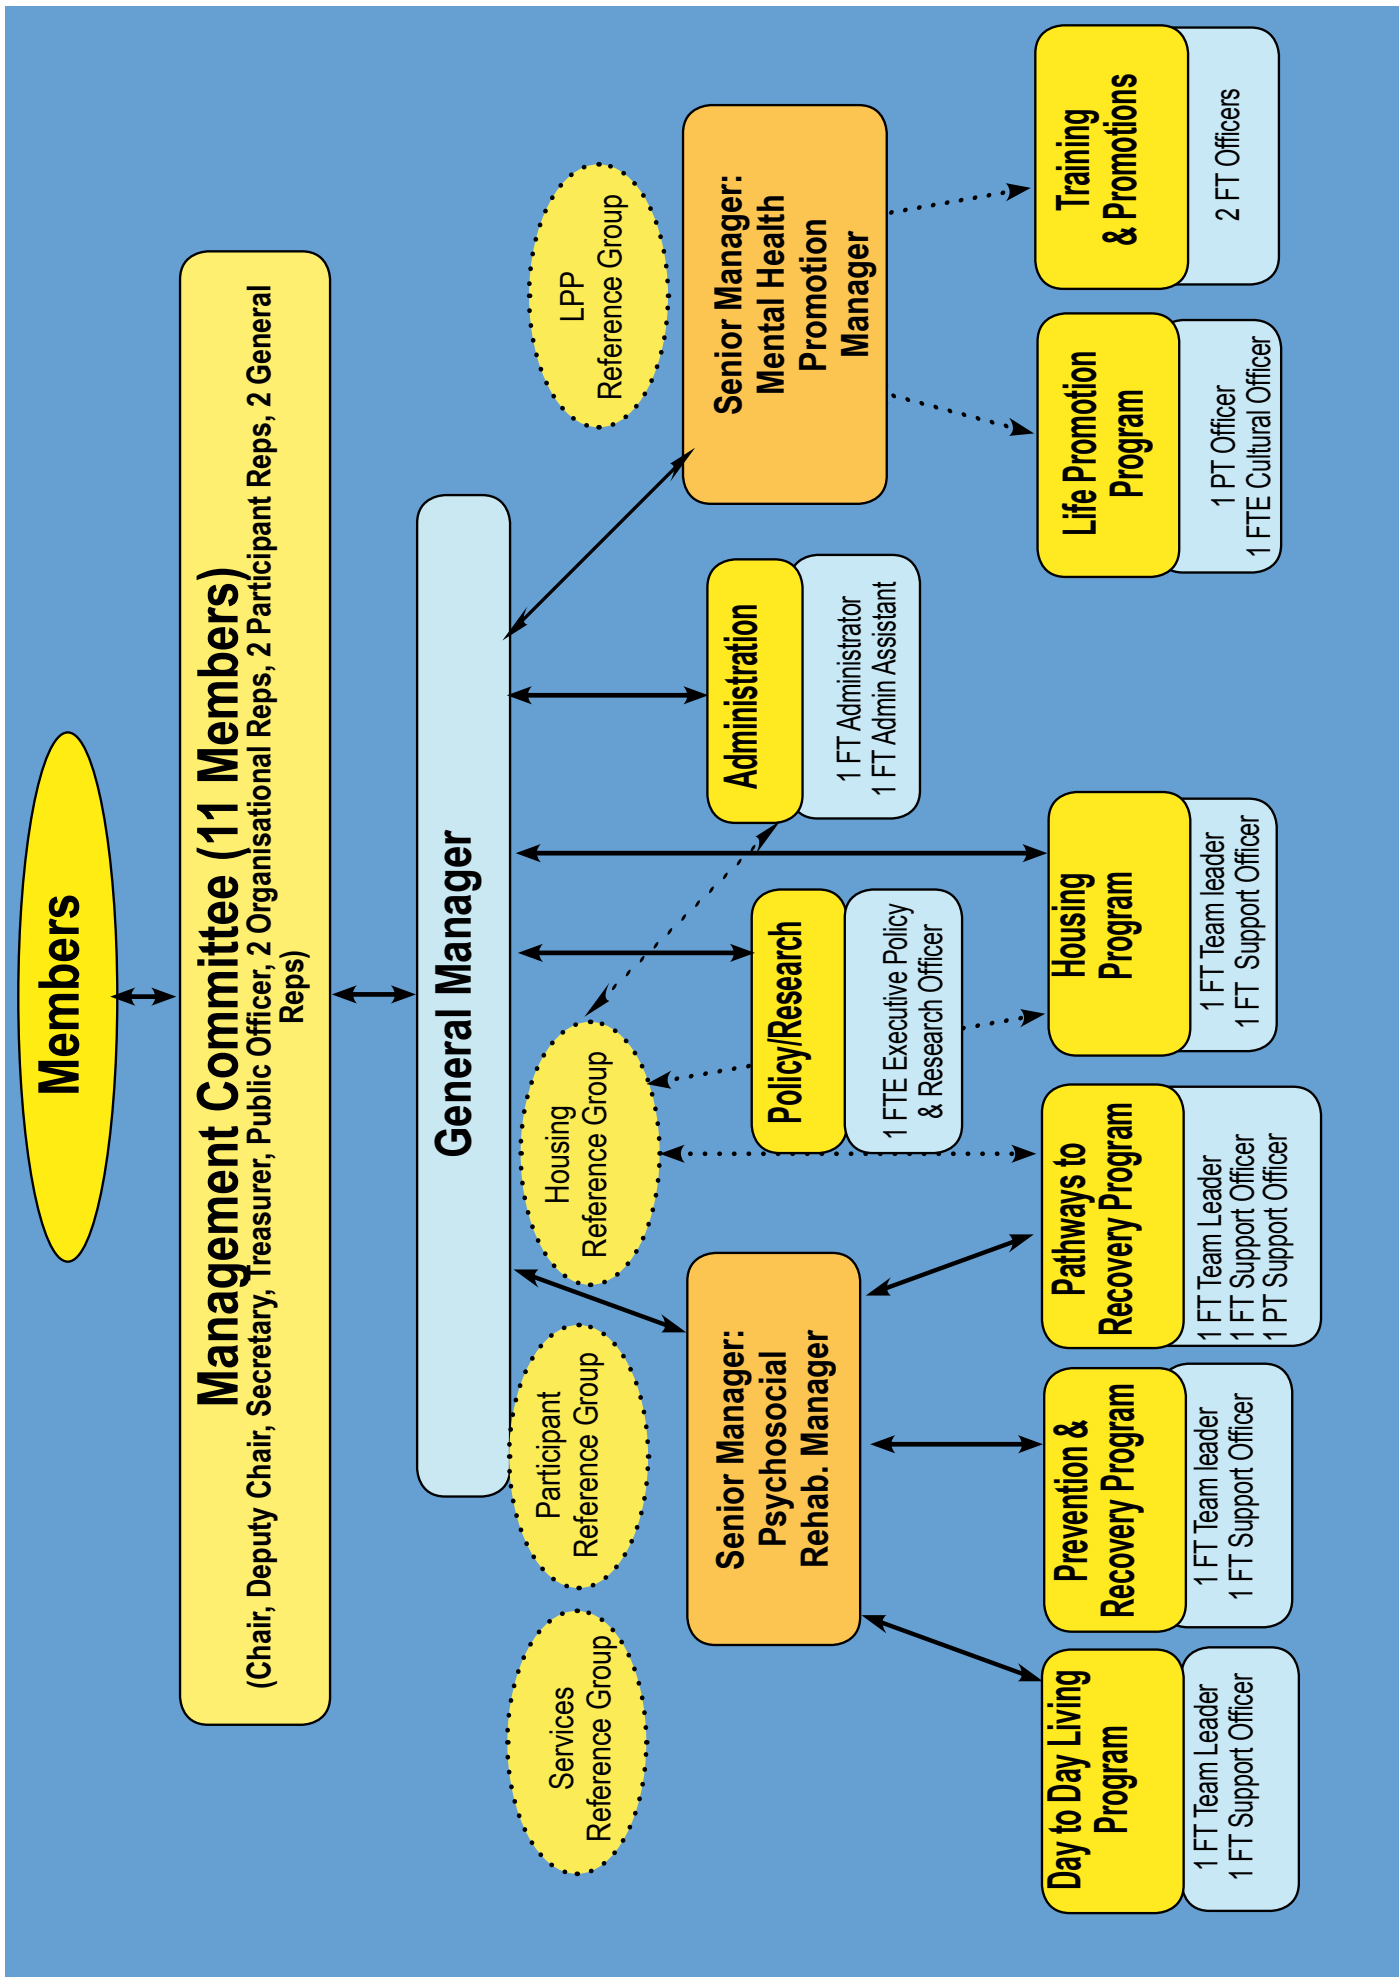 Members
Management Committee (11 Members)
(Chair, Deputy Chair, Secretary, Treasurer, Public Officer, 2 Organisational Reps, 2 Participant Reps, 2 General
Reps)
General Manager
Services
Reference Group
Participant
Reference Group
Housing
Reference Group
LPP
Reference Group
Senior Manager:
Psychosocial
Rehab. Manager
Policy/Research
1 FTE Executive Policy
& Research Officer
Administration
1 FT Administrator
1 FT Admin Assistant
Senior Manager:
Mental Health
Promotion
Manager
Day to Day Living
Program
1 FT Team Leader
1 FT Support Officer
Prevention &
Recovery Program
1 FT Team leader
1 FT Support Officer
Pathways to
Recovery Program
1 FT Team Leader
1 FT Support Officer
1 PT Support Officer
Housing
Program
1 FT Team leader
1 FT  Support Officer
Life Promotion
Program
1 PT Officer
1 FTE Cultural Officer
Training
& Promotions
2 FT Officers